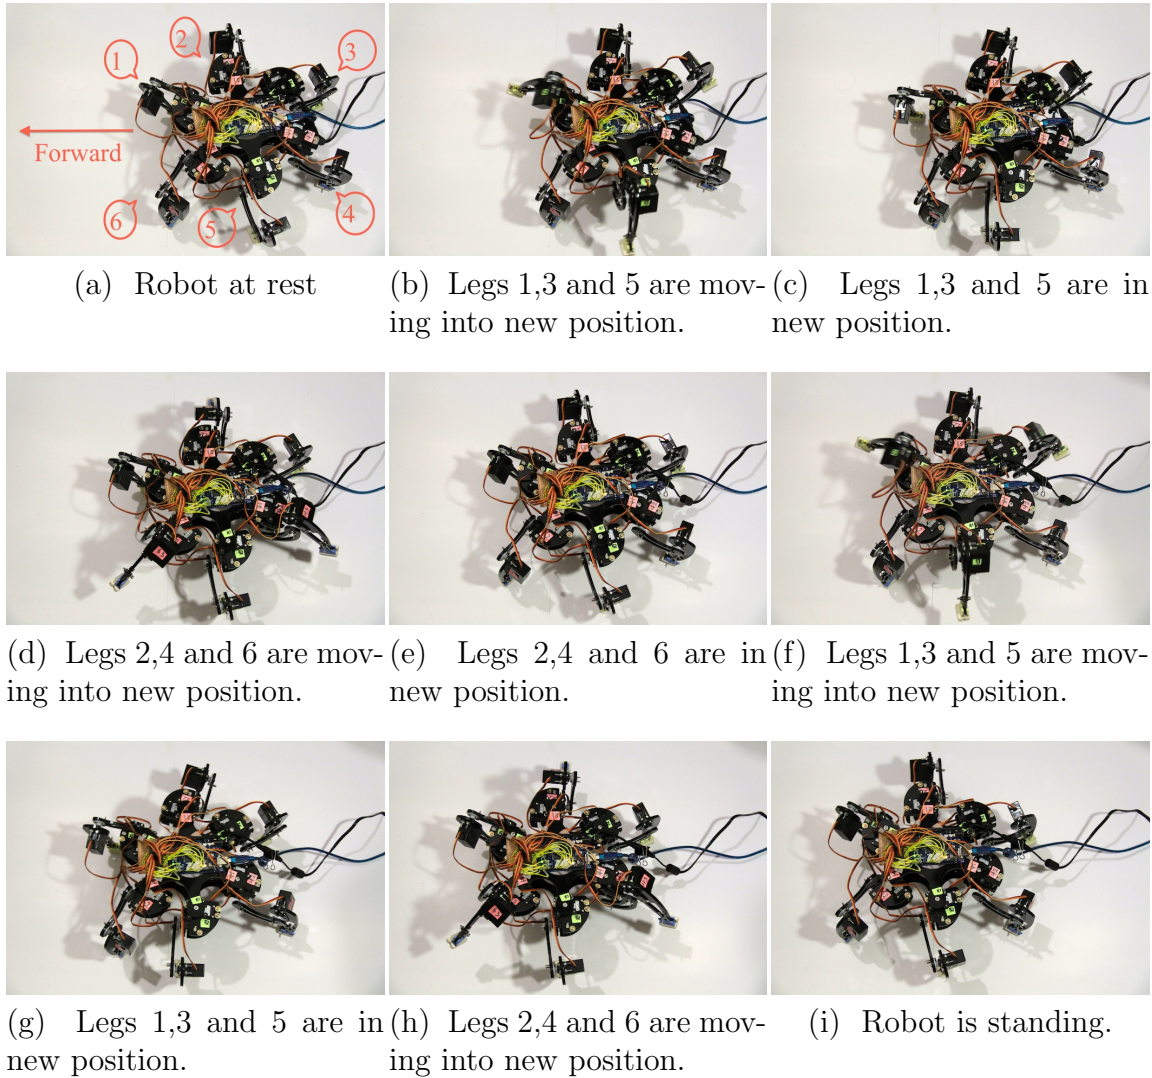 1
2
3
Forward
6
5
4
(a) Robot at rest
(b) Legs 1,3 and 5 are mov-
ing into new position.
(c) Legs 1,3 and 5 are in
new position.
(d) Legs 2,4 and 6 are mov-
ing into new position.
(e) Legs 2,4 and 6 are in
new position.
(f) Legs 1,3 and 5 are mov-
ing into new position.
(g) Legs 1,3 and 5 are in
new position.
(h) Legs 2,4 and 6 are mov-
ing into new position.
(i) Robot is standing.